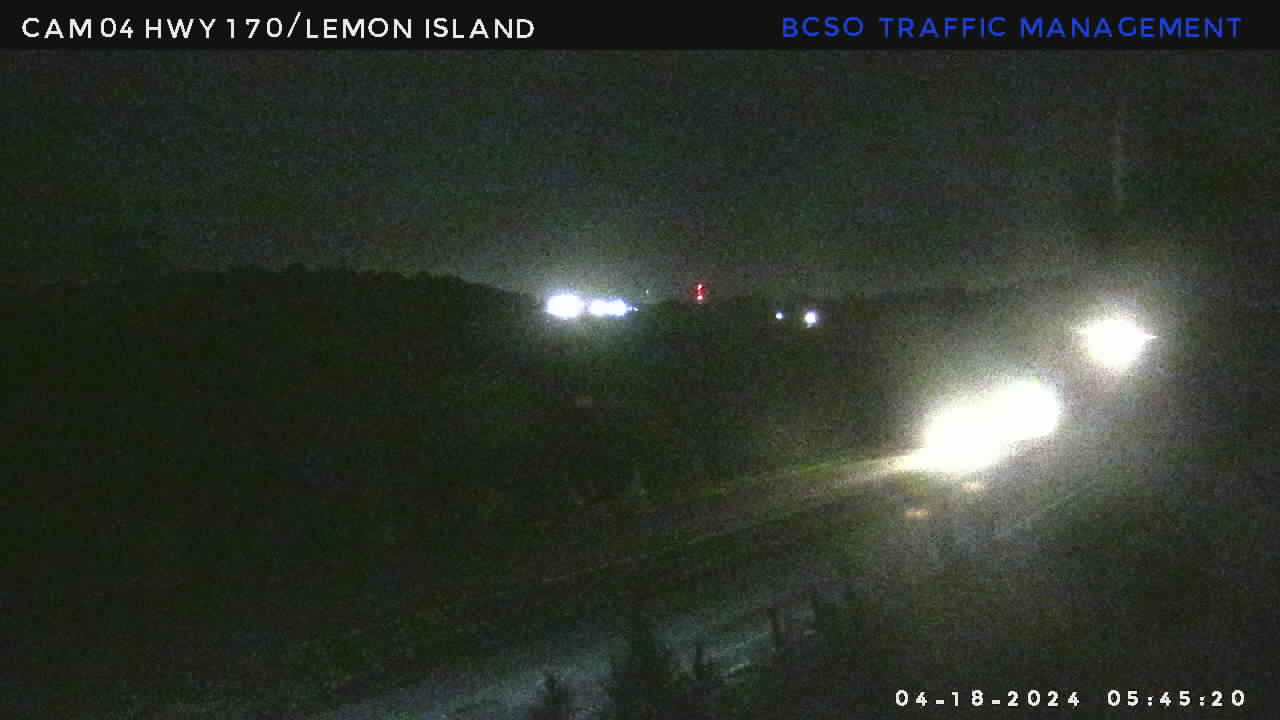 CAM04 HWY 170/LEMON ISLAND
BCSO TRAFFIC MANAGEMENT
04-18-2024 05:45:20